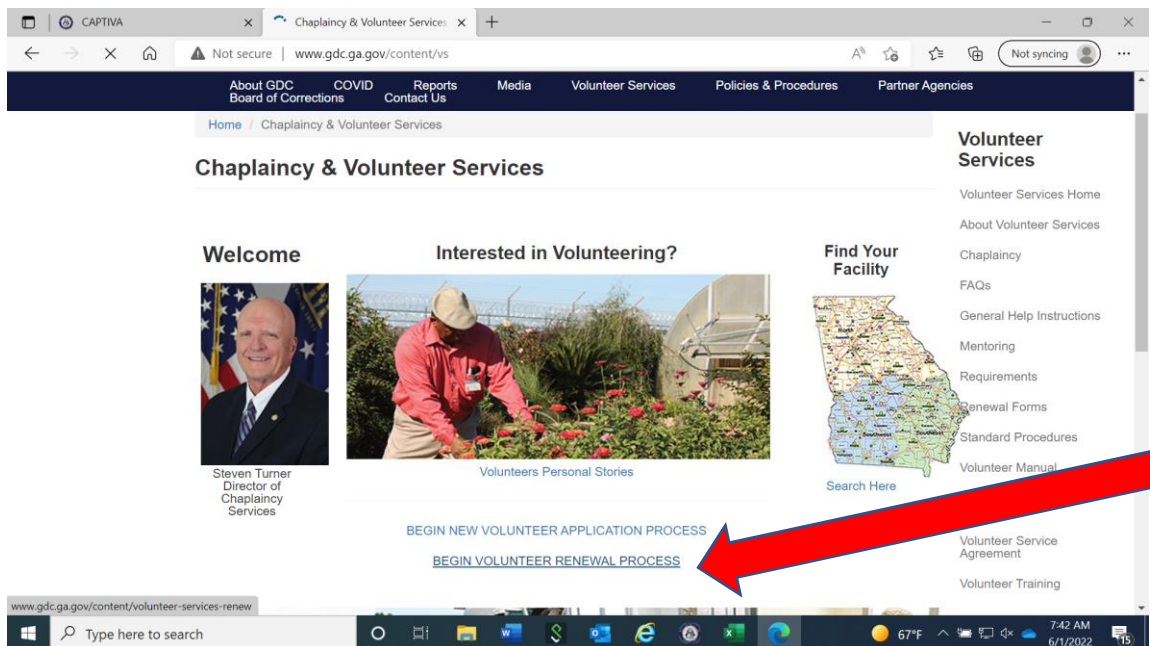 CAPTIVA
Chaplaincy & Volunteer Services
Not secure | www.gdc.ga.gov/content/vs
Not syncing
About GDC COVID Reports Media Volunteer Services Policies & Procedures Partner Agencies
Board of Corrections Contact Us
Home / Chaplaincy & Volunteer Services
Chaplaincy & Volunteer Services
Welcome
Steven Turner
Director of
Chaplaincy
Services
Interested in Volunteering?
Volunteers Personal Stories
BEGIN NEW VOLUNTEER APPLICATION PROCESS
BEGIN VOLUNTEER RENEWAL PROCESS
Find Your
Facility
North
Southwest
Southeast
Search Here
Volunteer
Services
Volunteer Services Home
About Volunteer Services
Chaplaincy
FAQs
General Help Instructions
Mentoring
Requirements
Renewal Forms
Standard Procedures
Volunteer Manual
Volunteer Service
Agreement
Volunteer Training
www.gdc.ga.gov/content/volunteer-services-renew
Type here to search
67°F
7:42 AM
6/1/2022
15